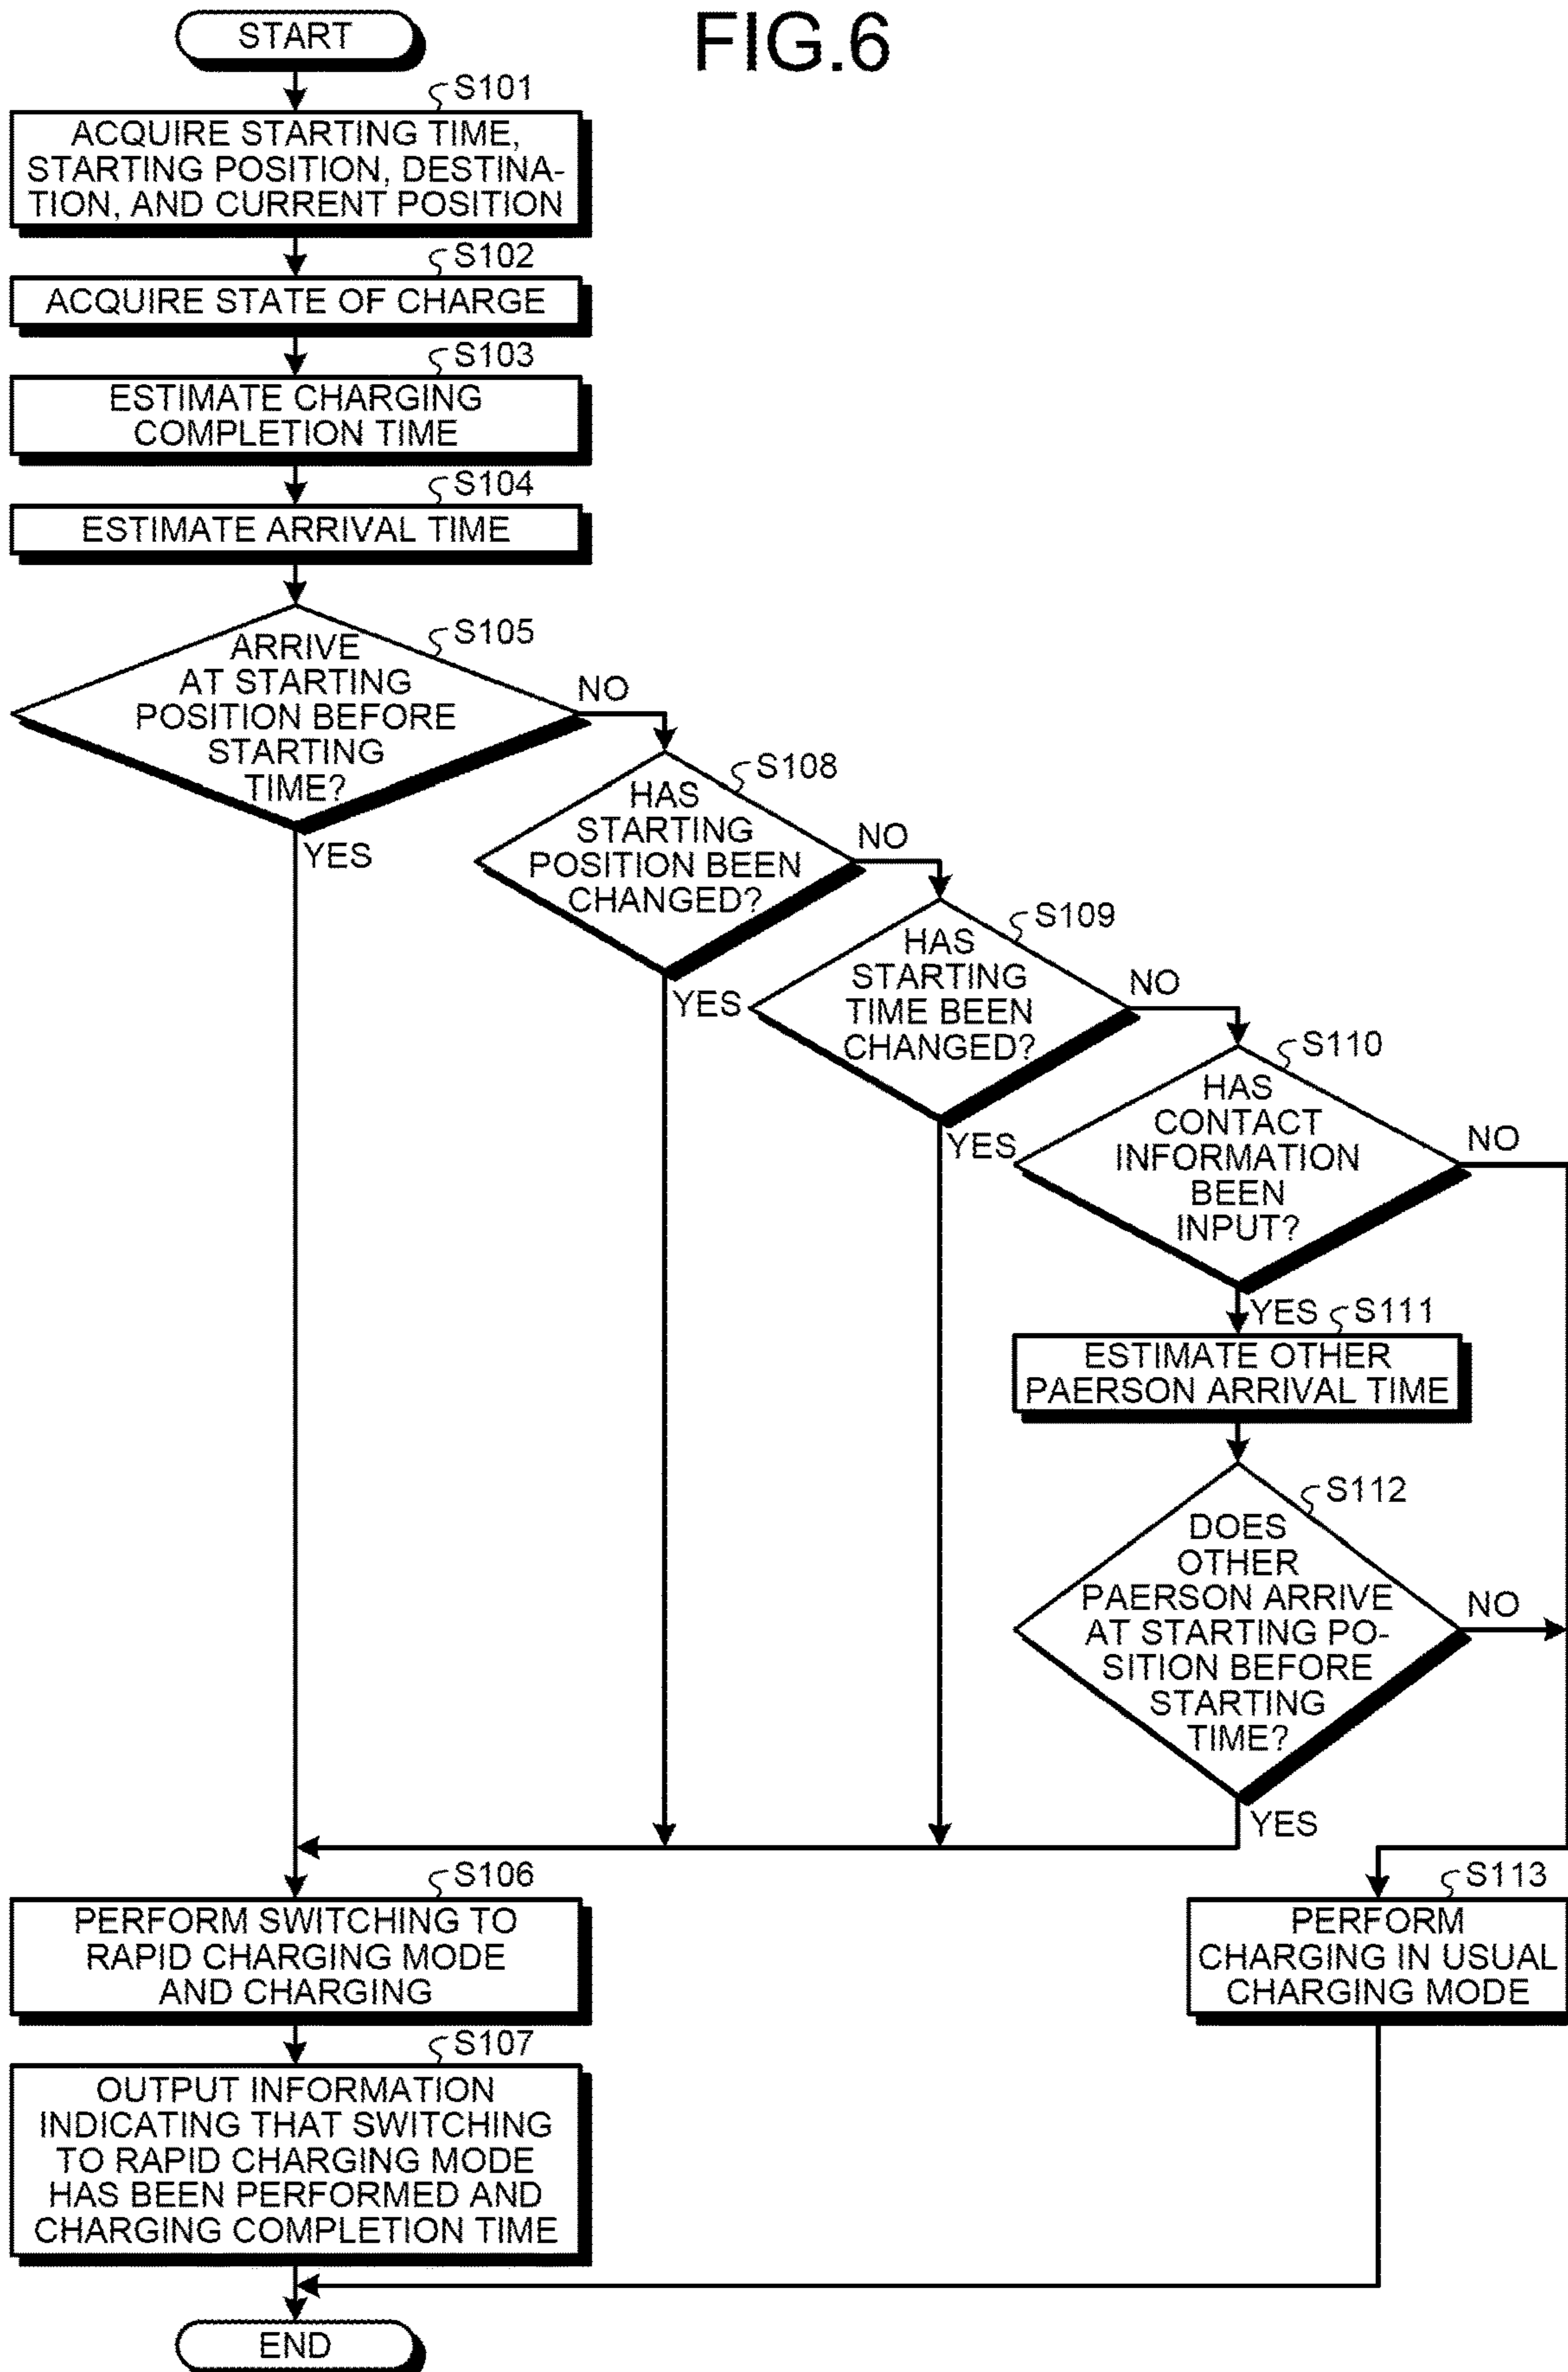 FIG.6
START
S101
ACQUIRE STARTING TIME,
STARTING POSITION, DESTINA-
TION, AND CURRENT POSITION
S102
ACQUIRE STATE OF CHARGE
S103
ESTIMATE CHARGING
COMPLETION TIME
S104
ESTIMATE ARRIVAL TIME
S105
ARRIVE
AT STARTING
POSITION BEFORE
STARTING
TIME?
NO
YES
S108
HAS
STARTING
POSITION BEEN
CHANGED?
NO
YES
S109
HAS
STARTING
TIME BEEN
CHANGED?
NO
YES
S110
HAS
CONTACT
INFORMATION
BEEN
INPUT?
NO
YES
S111
ESTIMATE OTHER
PAERSON ARRIVAL TIME
S112
DOES
OTHER
PAERSON ARRIVE
AT STARTING PO-
SITION BEFORE
STARTING
TIME?
NO
YES
S106
PERFORM SWITCHING TO
RAPID CHARGING MODE
AND CHARGING
S113
PERFORM
CHARGING IN USUAL
CHARGING MODE
S107
OUTPUT INFORMATION
INDICATING THAT SWITCHING
TO RAPID CHARGING MODE
HAS BEEN PERFORMED AND
CHARGING COMPLETION TIME
END